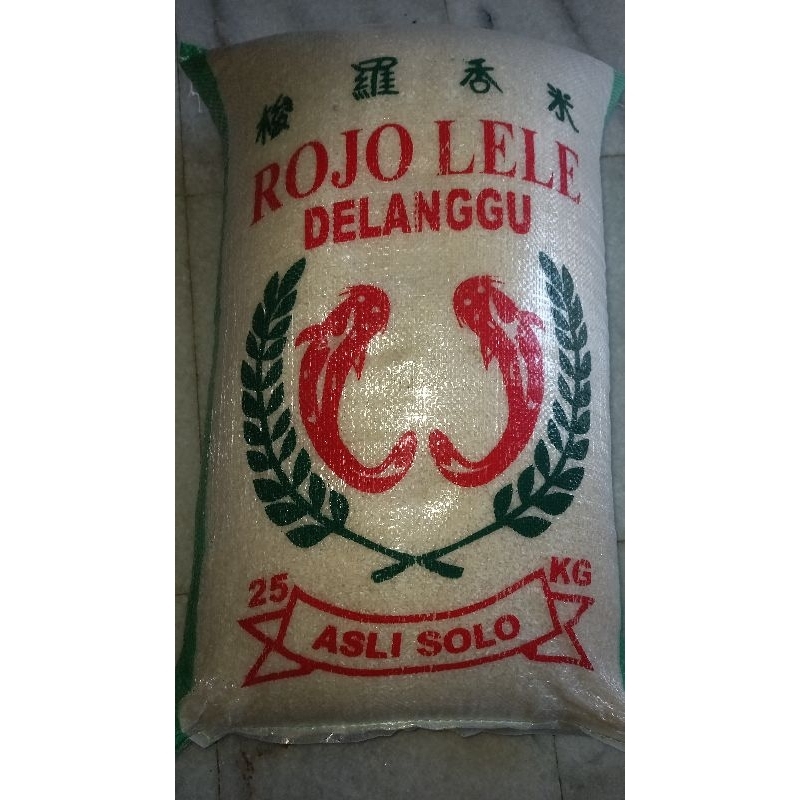 梭羅香米
ROJO LELE
DELANGGU
25 KG
ASLI SOLO